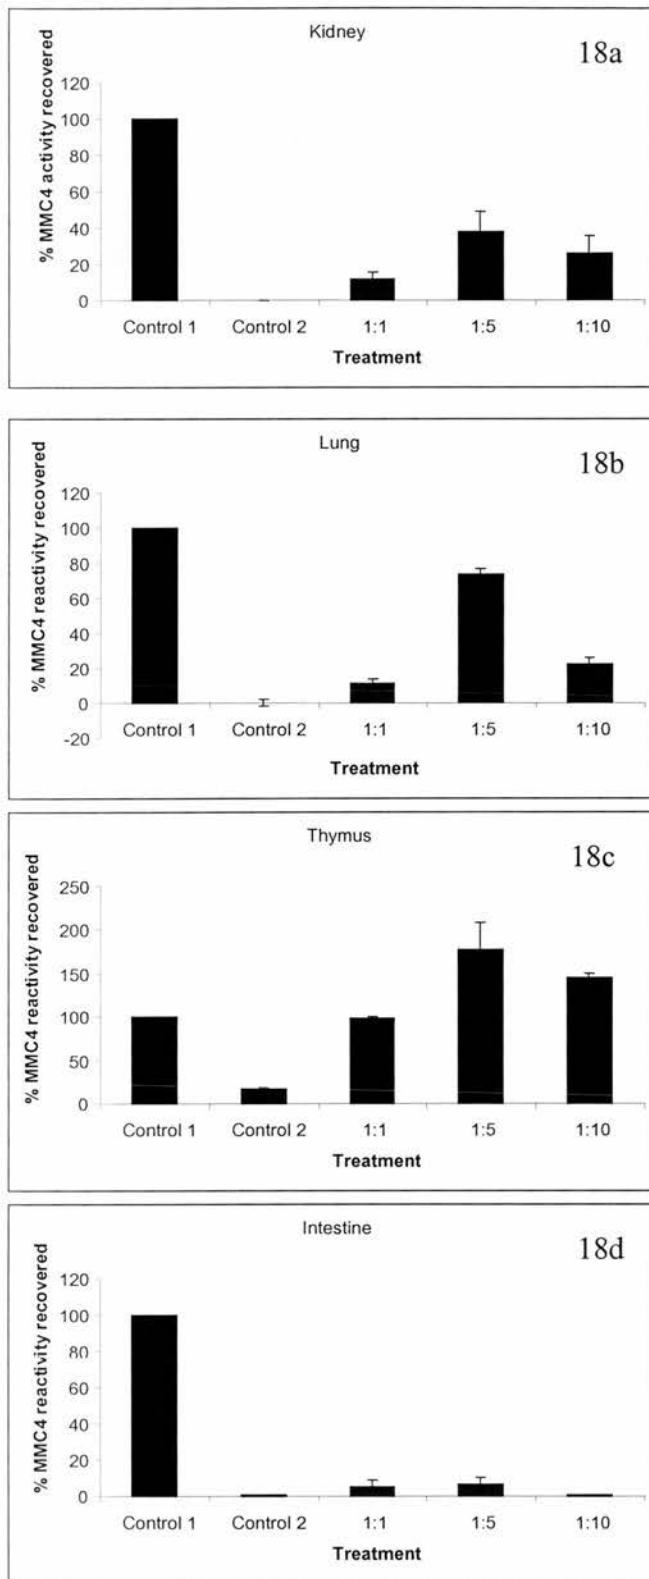 Kidney
18a
% MMC4 activity recovered
120
100
80
60
40
20
0
Control 1 Control 2 1:1 1:5 1:10
Treatment
Lung
18b
% MMC4 reactivity recovered
120
100
80
60
40
20
0
-20
Control 1 Control 2 1:1 1:5 1:10
Treatment
Thymus
18c
% MMC4 reactivity recovered
250
200
150
100
50
0
Control 1 Control 2 1:1 1:5 1:10
Treatment
Intestine
18d
% MMC4 reactivity recovered
120
100
80
60
40
20
0
Control 1 Control 2 1:1 1:5 1:10
Treatment